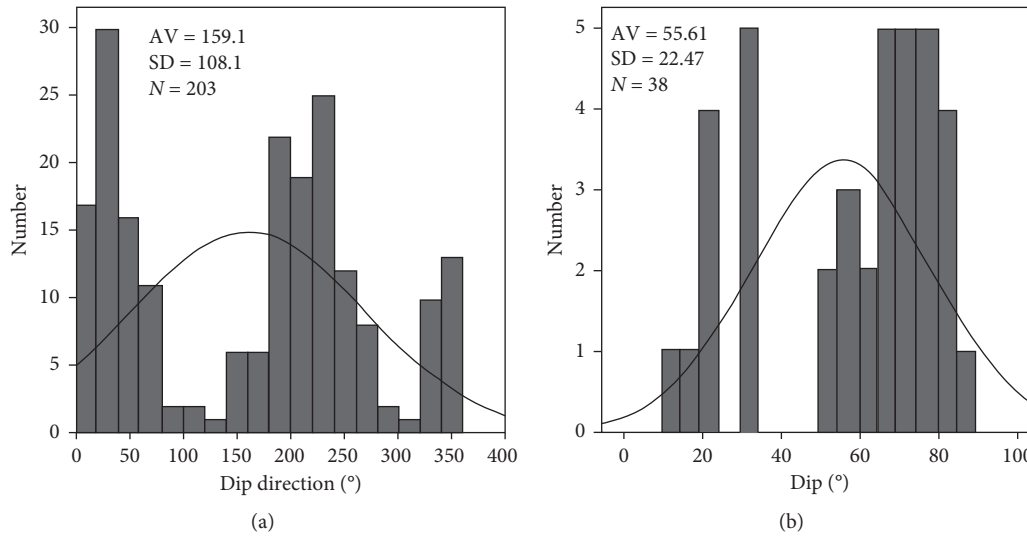 AV = 159.1
SD = 108.1
N = 203
Number
30
25
20
15
10
5
0
0 50 100 150 200 250 300 350 400
Dip direction (°)
(a)
AV = 55.61
SD = 22.47
N = 38
Number
5
4
3
2
1
0
0 20 40 60 80 100
Dip (°)
(b)